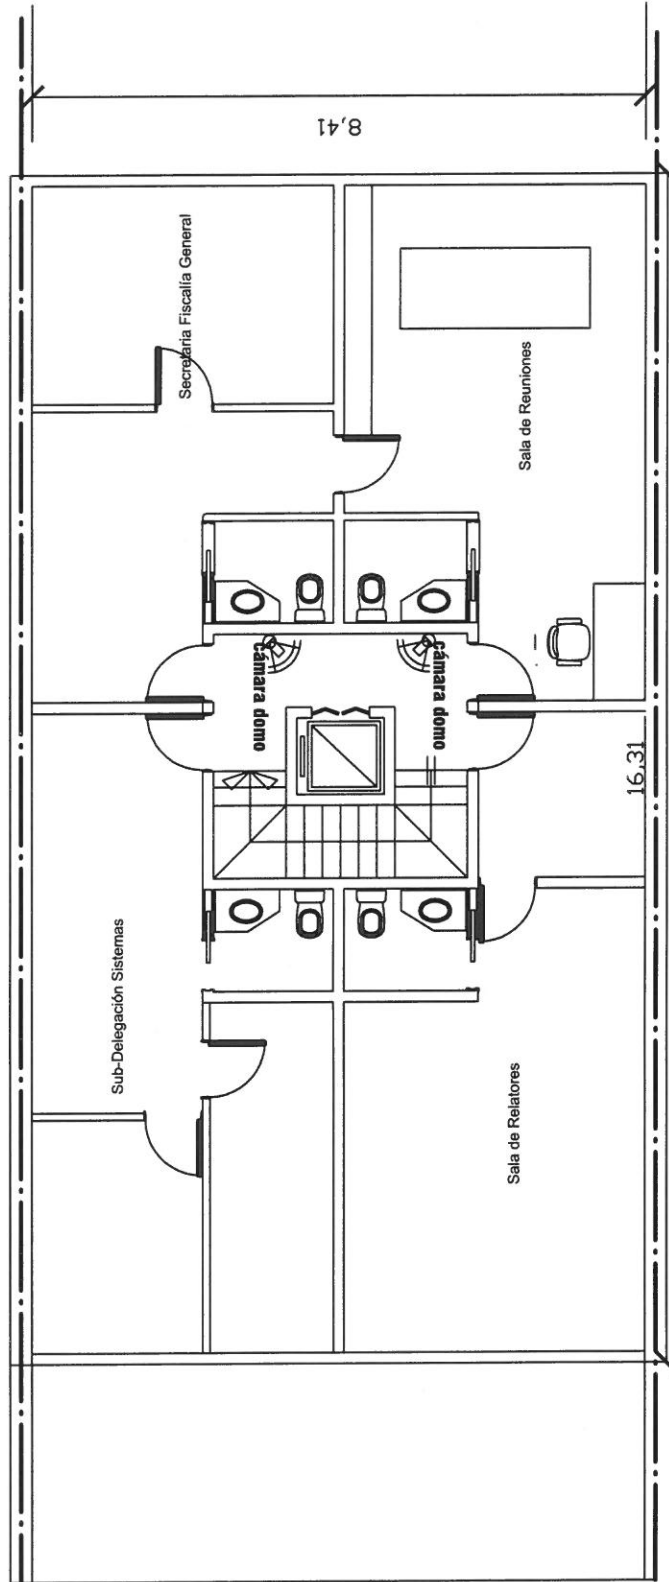 8,41
Secretaria Fiscalía General
Sala de Reuniones
cámara domo
cámara domo
16,31
Sub-Delegación Sistemas
Sala de Relatores